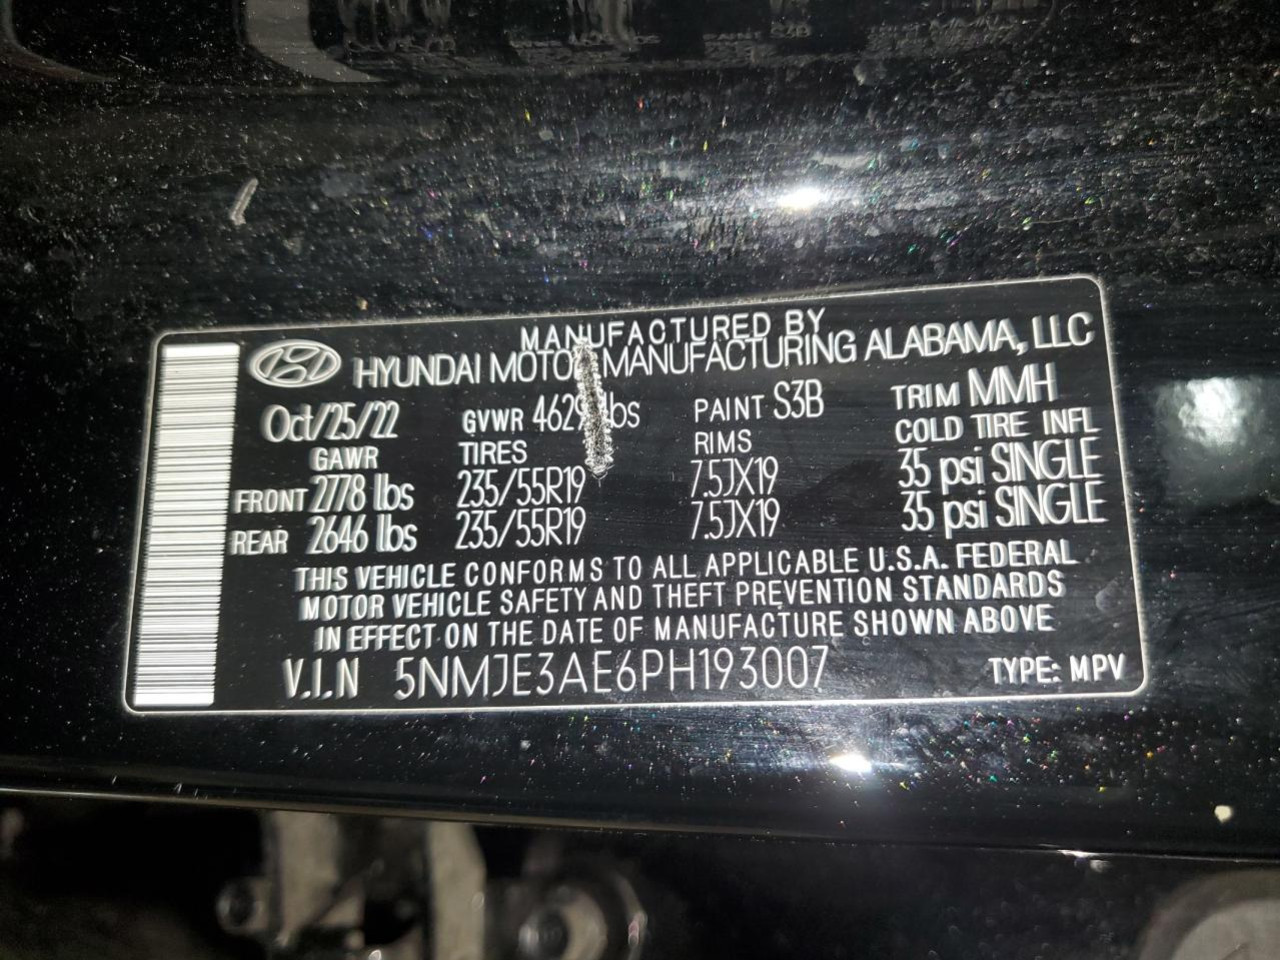 MANUFACTURED BY
HYUNDAI MOTOR MANUFACTURING ALABAMA, LLC
Oct/25/22 GVWR lbs PAINT S3B TRIM MMH
GAWR TIRES RIMS COLD TIRE INFL
FRONT 2778 lbs 235/55R19 7.5JX19 35 psi SINGLE
REAR 2646 lbs 235/55R19 7.5JX19 35 psi SINGLE
THIS VEHICLE CONFORMS TO ALL APPLICABLE U.S.A. FEDERAL
MOTOR VEHICLE SAFETY AND THEFT PREVENTION STANDARDS
IN EFFECT ON THE DATE OF MANUFACTURE SHOWN ABOVE
V.I.N 5NMJE3AE6PH193007 TYPE: MPV